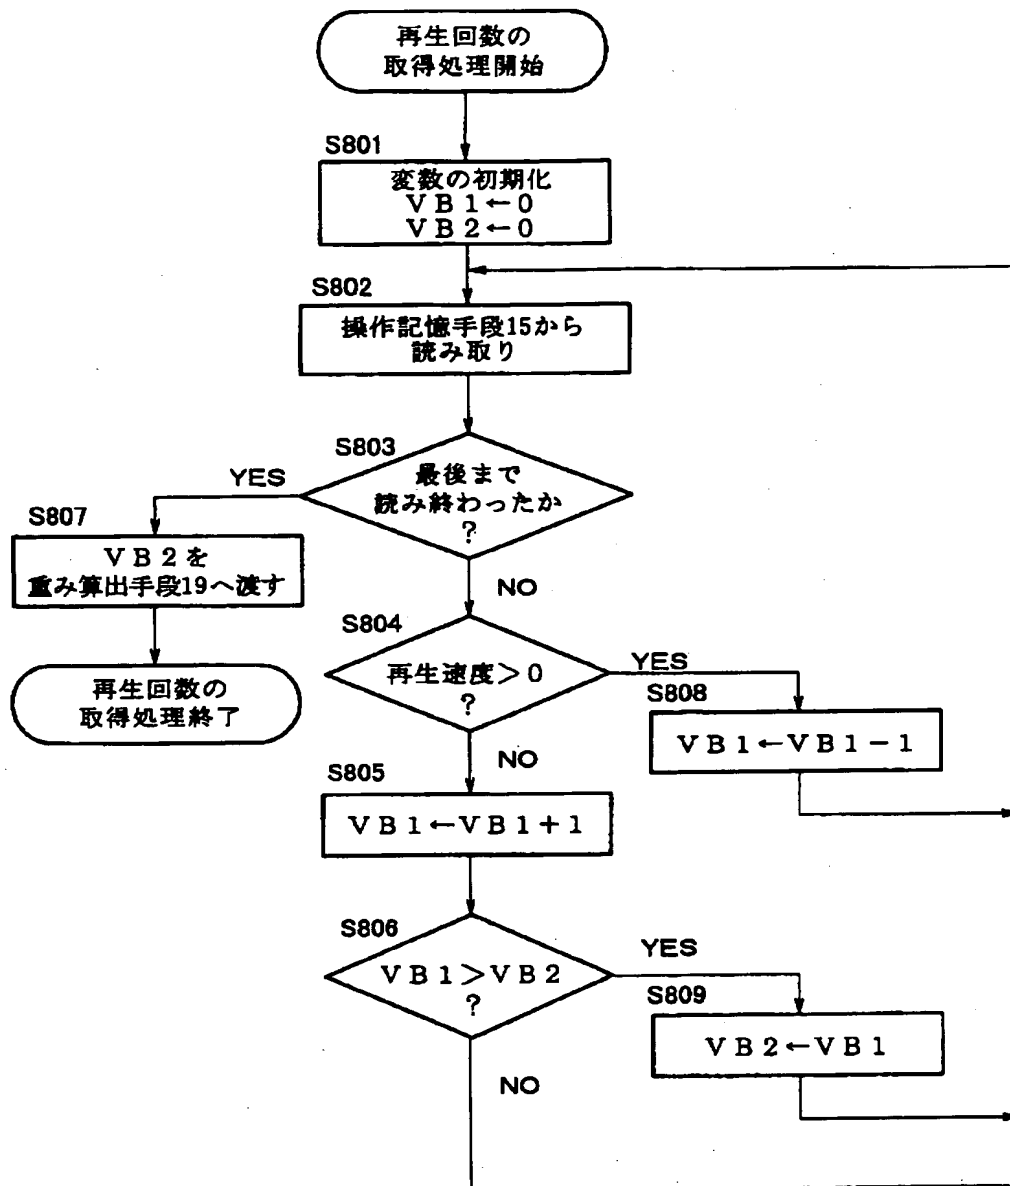 再生回数の
取得処理開始
S801
変数の初期化
VB1←0
VB2←0
S802
操作記憶手段15から
読み取り
S803
最後まで
読み終わったか
?
YES
NO
S807
VB2を
重み算出手段19へ渡す
再生回数の
取得処理終了
S804
再生速度>0
?
YES
NO
S808
VB1←VB1-1
S805
VB1←VB1+1
S806
VB1>VB2
?
YES
NO
S809
VB2←VB1